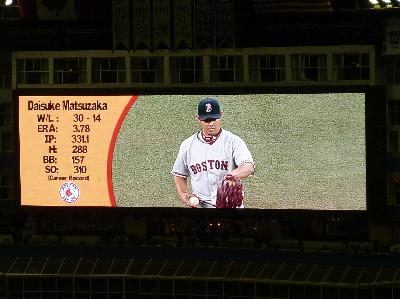 Daisuke Matsuzaka
W/L: 30 - 14
ERA: 3.78
IP: 331.1
H: 288
BB: 157
SO: 310
(Career Record)
BOSTON
B